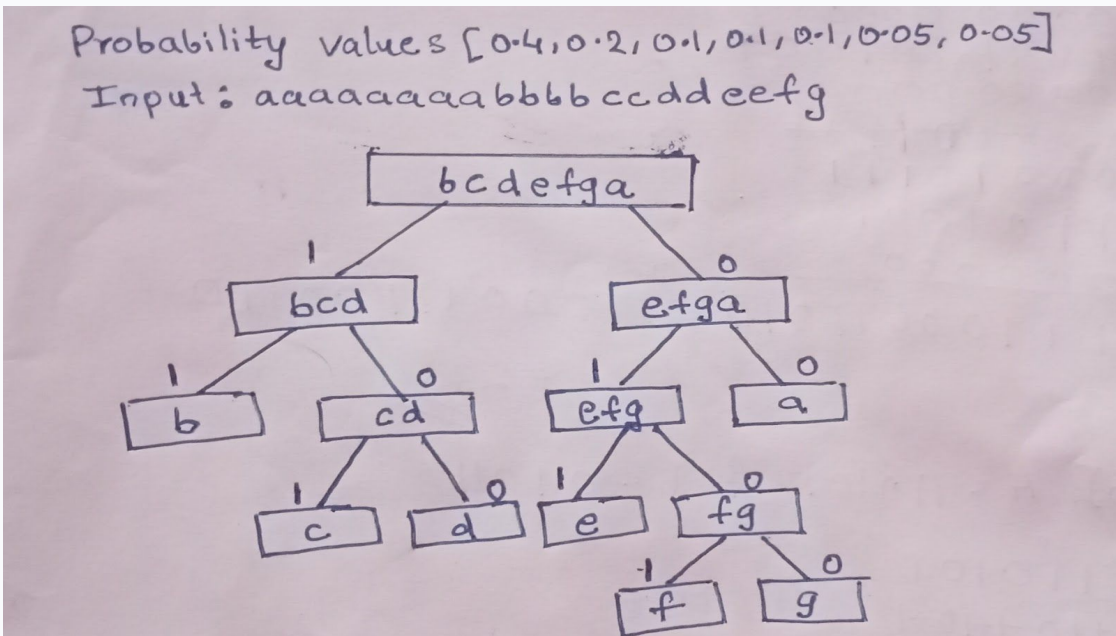 Probability values [0.4, 0.2, 0.1, 0.1, 0.1, 0.05, 0.05]
Input: aaaaaaaabbbbccddeefg
bcdefga
1 0
bcd efga
1 0 1 0
b cd efg a
1 0 1 0
c d e fg
1 0
f g